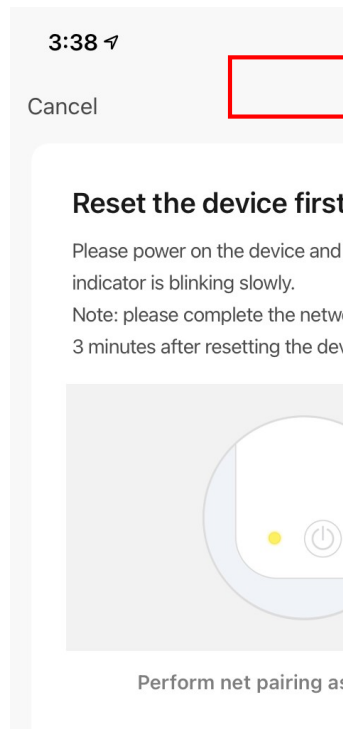 3:38
Cancel
Reset the device first
Please power on the device and
indicator is blinking slowly.
Note: please complete the netw
3 minutes after resetting the dev
Perform net pairing as